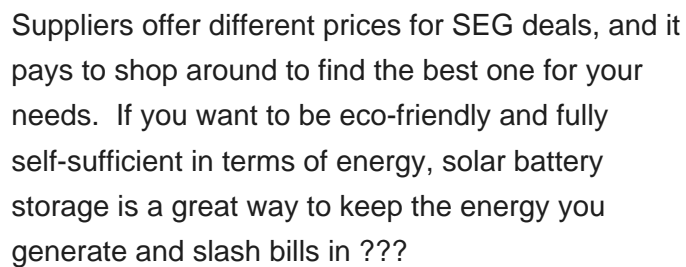 Suppliers offer different prices for SEG deals, and it
pays to shop around to find the best one for your
needs.  If you want to be eco-friendly and fully
self-sufficient in terms of energy, solar battery
storage is a great way to keep the energy you
generate and slash bills in ???